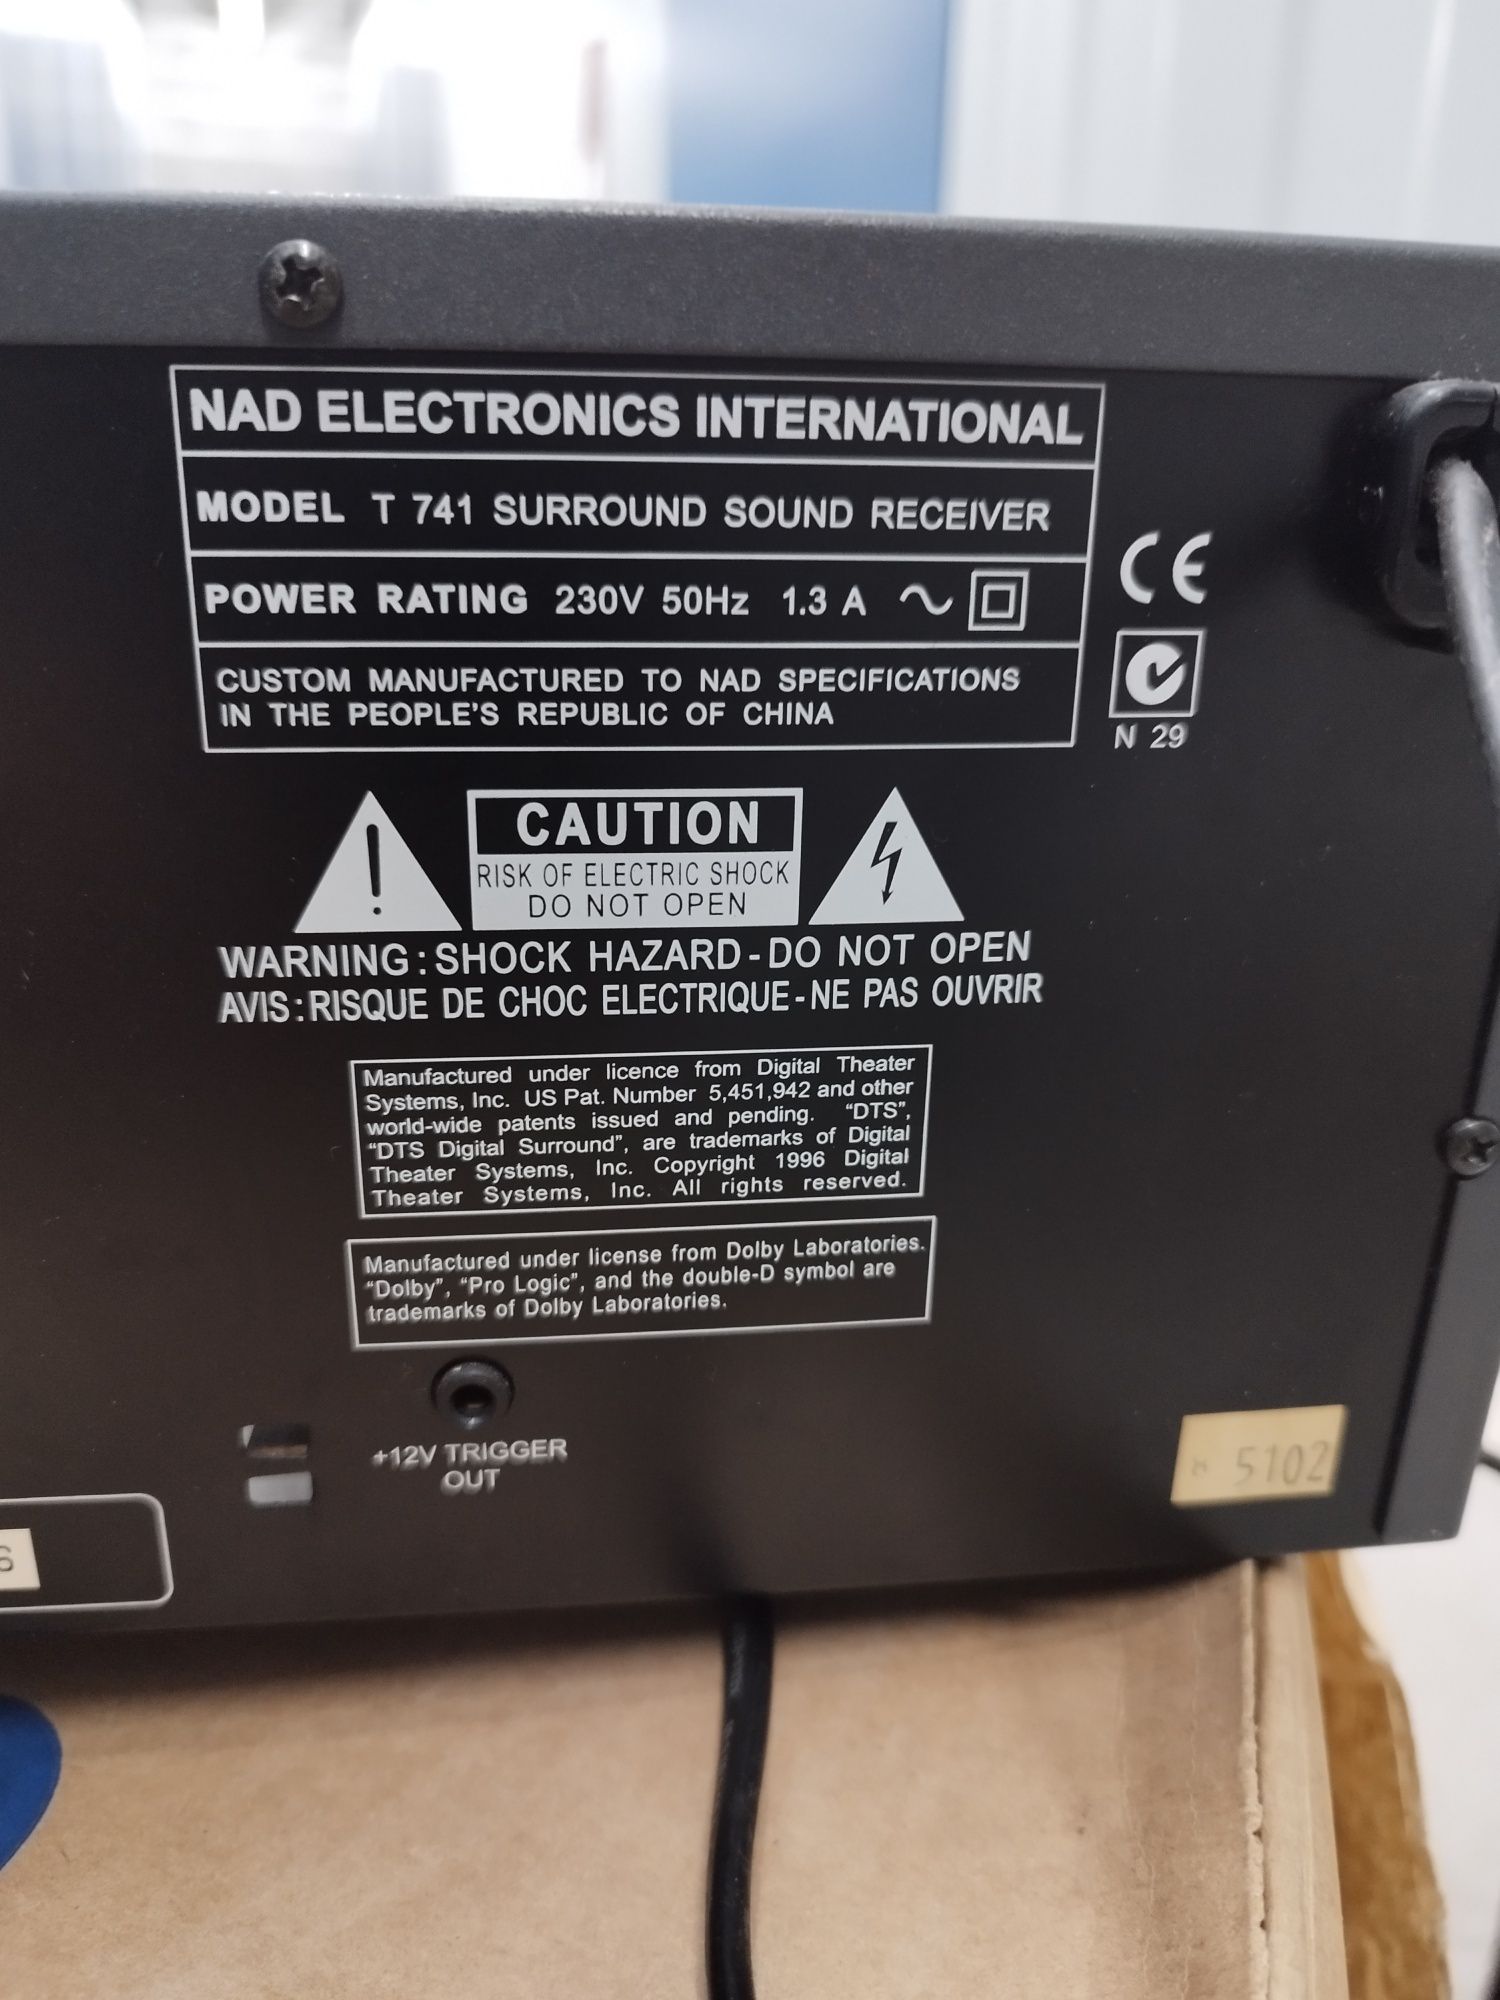 NAD ELECTRONICS INTERNATIONAL
MODEL T 741 SURROUND SOUND RECEIVER
POWER RATING 230V 50Hz 1.3 A
CUSTOM MANUFACTURED TO NAD SPECIFICATIONS
IN THE PEOPLE'S REPUBLIC OF CHINA
CE
N 29
CAUTION
RISK OF ELECTRIC SHOCK
DO NOT OPEN
WARNING : SHOCK HAZARD - DO NOT OPEN
AVIS : RISQUE DE CHOC ELECTRIQUE - NE PAS OUVRIR
Manufactured under licence from Digital Theater
Systems, Inc. US Pat. Number 5,451,942 and other
world-wide patents issued and pending. "DTS",
"DTS Digital Surround", are trademarks of Digital
Theater Systems, Inc. Copyright 1996 Digital
Theater Systems, Inc. All rights reserved.
Manufactured under license from Dolby Laboratories.
"Dolby", "Pro Logic", and the double-D symbol are
trademarks of Dolby Laboratories.
+12V TRIGGER
OUT
5102
6